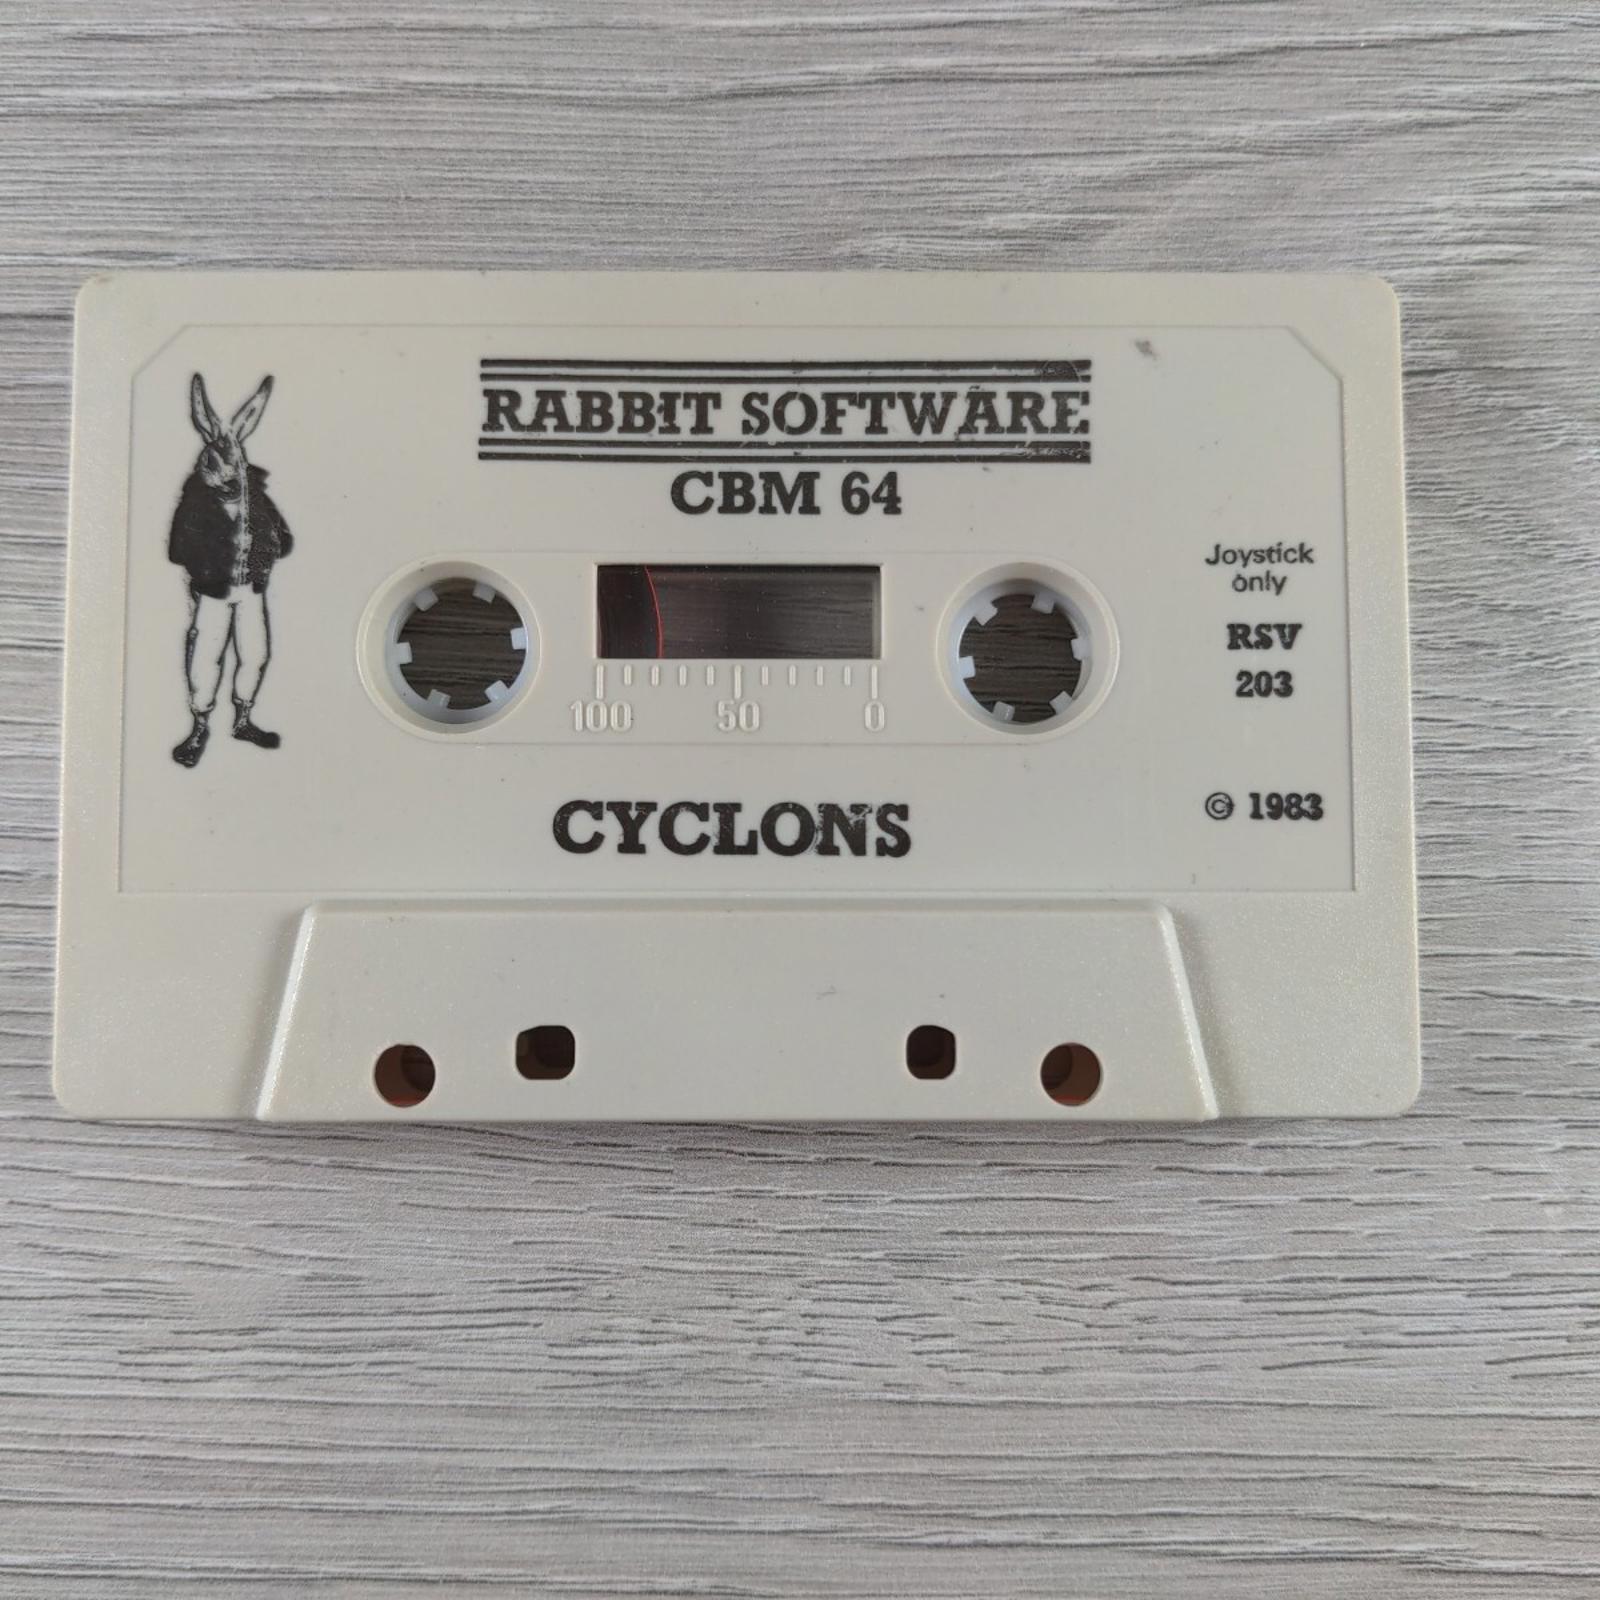 RABBIT SOFTWARE
CBM 64
Joystick
only
RSV
203
100 50 0
CYCLONS
© 1983